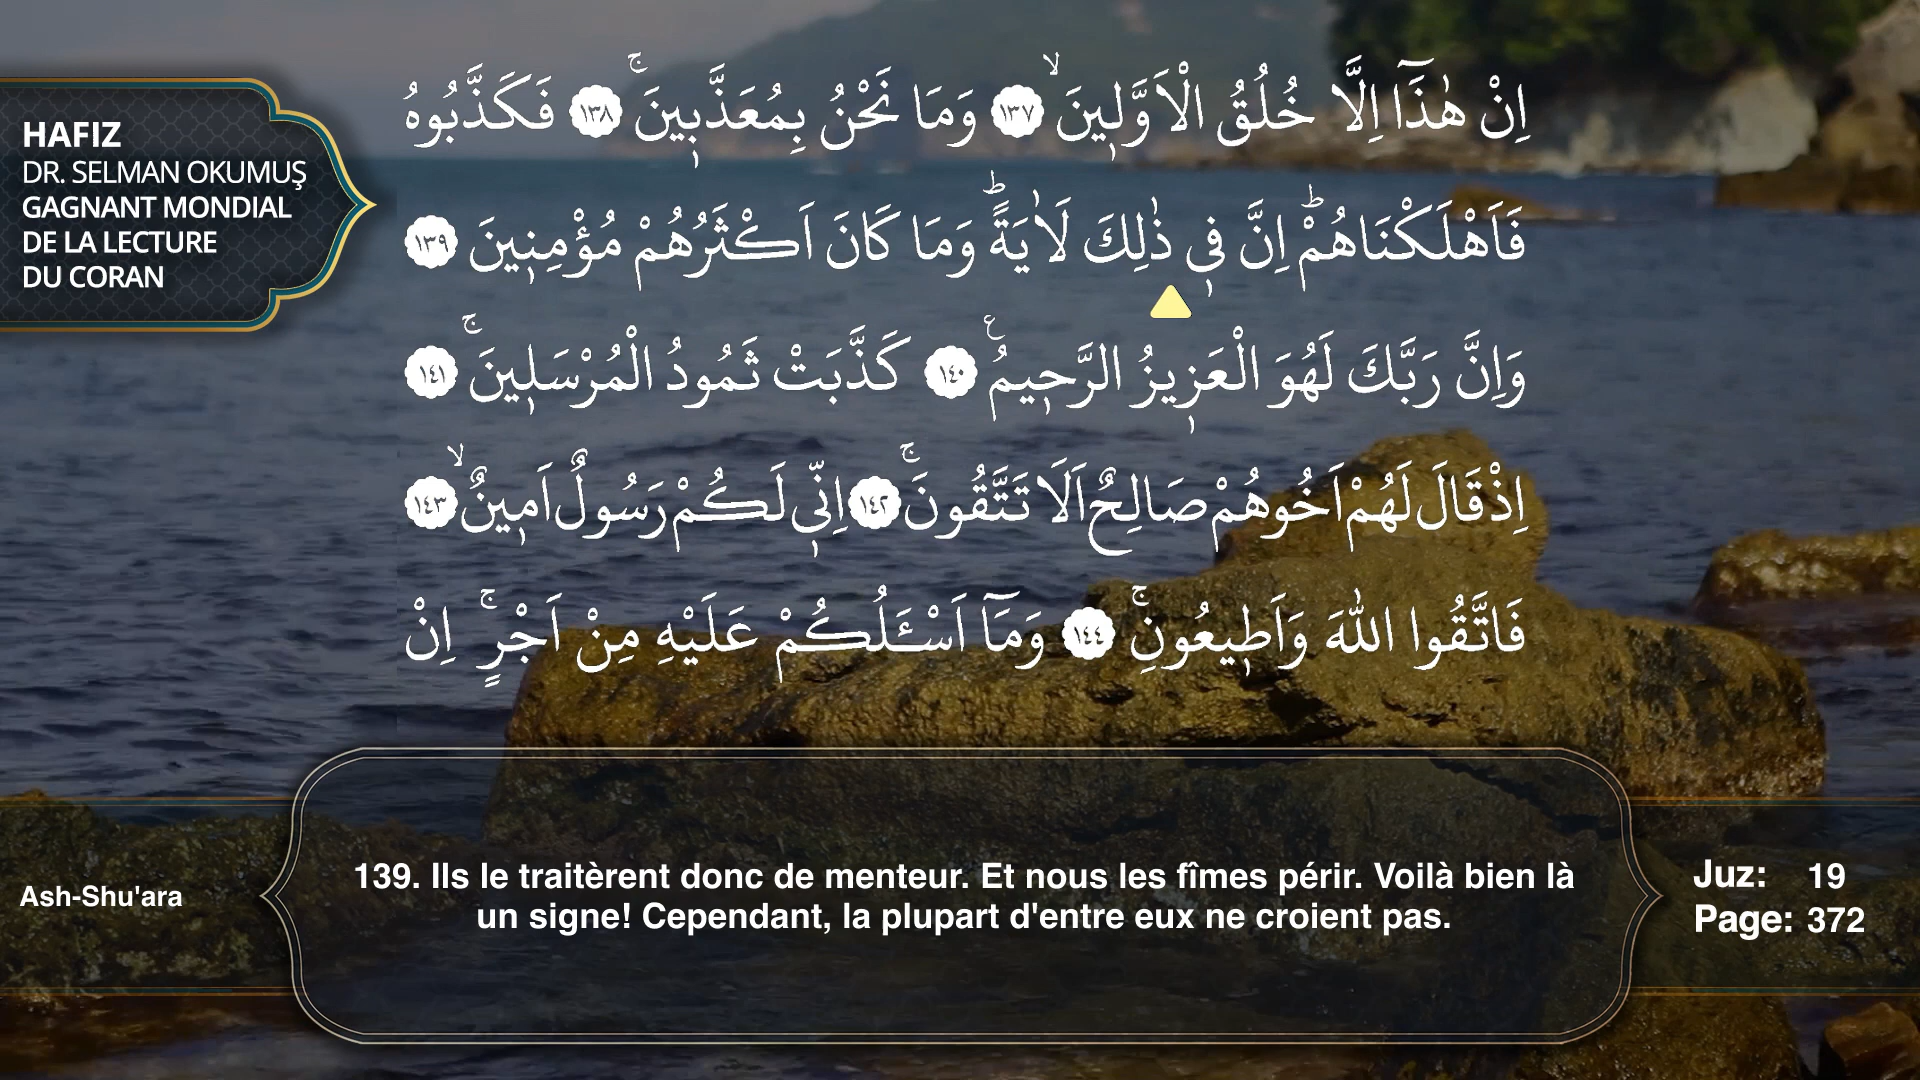 اِنْ هٰذَٓا اِلَّا خُلُقُ الْاَوَّل۪ينَۙ ﴿١٣٧﴾ وَمَا نَحْنُ بِمُعَذَّب۪ينَۚ ﴿١٣٨﴾ فَكَذَّبُوهُ
فَاَهْلَكْنَاهُمْۜ اِنَّ ف۪ي ذٰلِكَ لَاٰيَةًۜ وَمَا كَانَ اَكْثَرُهُمْ مُؤْمِن۪ينَ ﴿١٣٩﴾
وَاِنَّ رَبَّكَ لَهُوَ الْعَز۪يزُ الرَّح۪يمُ۟ ﴿١٤٠﴾ كَذَّبَتْ ثَمُودُ الْمُرْسَل۪ينَۚ ﴿١٤١﴾
اِذْ قَالَ لَهُمْ اَخُوهُمْ صَالِحٌ اَلَا تَتَّقُونَۚ ﴿١٤٢﴾ اِنّ۪ي لَكُمْ رَسُولٌ اَم۪ينٌۙ ﴿١٤٣﴾
فَاتَّقُوا اللّٰهَ وَاَط۪يعُونِۚ ﴿١٤٤﴾ وَمَٓا اَسْـَٔلُكُمْ عَلَيْهِ مِنْ اَجْرٍۚ اِنْ
HAFIZ
DR. SELMAN OKUMUŞ
GAGNANT MONDIAL
DE LA LECTURE
DU CORAN
139. Ils le traitèrent donc de menteur. Et nous les fîmes périr. Voilà bien là
un signe! Cependant, la plupart d'entre eux ne croient pas.
Ash-Shu'ara
Juz: 19
Page: 372